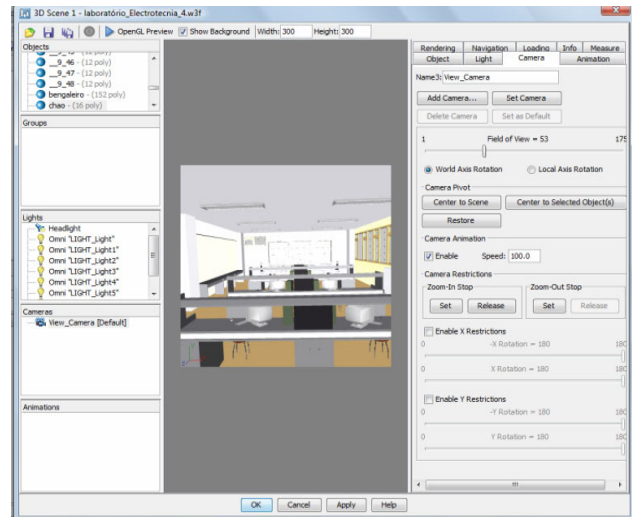 3D Scene 1 - laboratório_Electrotecnia_4.w3f
OpenGL Preview Show Background Width: 300 Height: 300
Objects
__9_46 - (12 poly)
__9_47 - (12 poly)
__9_48 - (12 poly)
bengaleiro - (152 poly)
chao - (16 poly)
Groups
Lights
Headlight
Omni "LIGHT_Light"
Omni "LIGHT_Light1"
Omni "LIGHT_Light2"
Omni "LIGHT_Light3"
Omni "LIGHT_Light4"
Omni "LIGHT_Light5"
Cameras
View_Camera [Default]
Animations
Rendering Navigation Loading Info Measure
Object Light Camera Animation
Name3: View_Camera
Add Camera... Set Camera
Delete Camera Set as Default
1 Field of View = 53 175
World Axis Rotation Local Axis Rotation
Camera Pivot
Center to Scene Center to Selected Object(s)
Restore
Camera Animation
Enable Speed: 100.0
Camera Restrictions
Zoom-In Stop Zoom-Out Stop
Set Release Set Release
Enable X Restrictions
0 -X Rotation = 180 180
0 X Rotation = 180 180
Enable Y Restrictions
0 -Y Rotation = 180 180
0 Y Rotation = 180 180
OK Cancel Apply Help